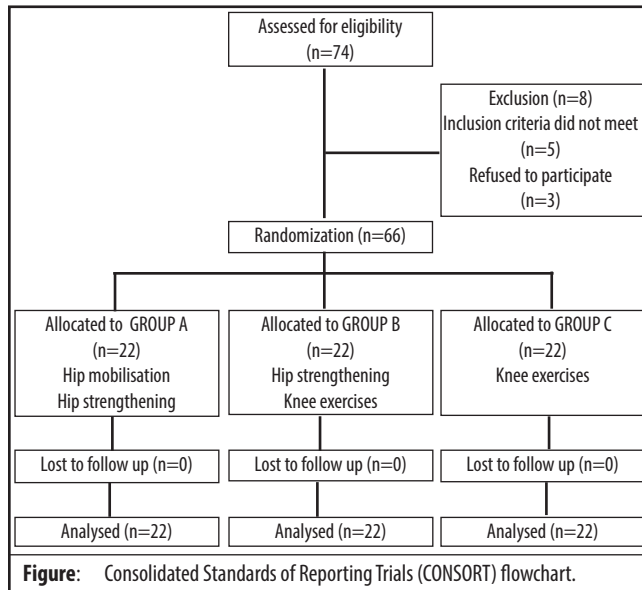 Assessed for eligibility
(n=74)
Exclusion (n=8)
Inclusion criteria did not meet
(n=5)
Refused to participate
(n=3)
Randomization (n=66)
Allocated to GROUP A
(n=22)
Hip mobilisation
Hip strengthening
Allocated to GROUP B
(n=22)
Hip strengthening
Knee exercises
Allocated to GROUP C
(n=22)
Knee exercises
Lost to follow up (n=0)
Lost to follow up (n=0)
Lost to follow up (n=0)
Analysed (n=22)
Analysed (n=22)
Analysed (n=22)
Figure: Consolidated Standards of Reporting Trials (CONSORT) flowchart.